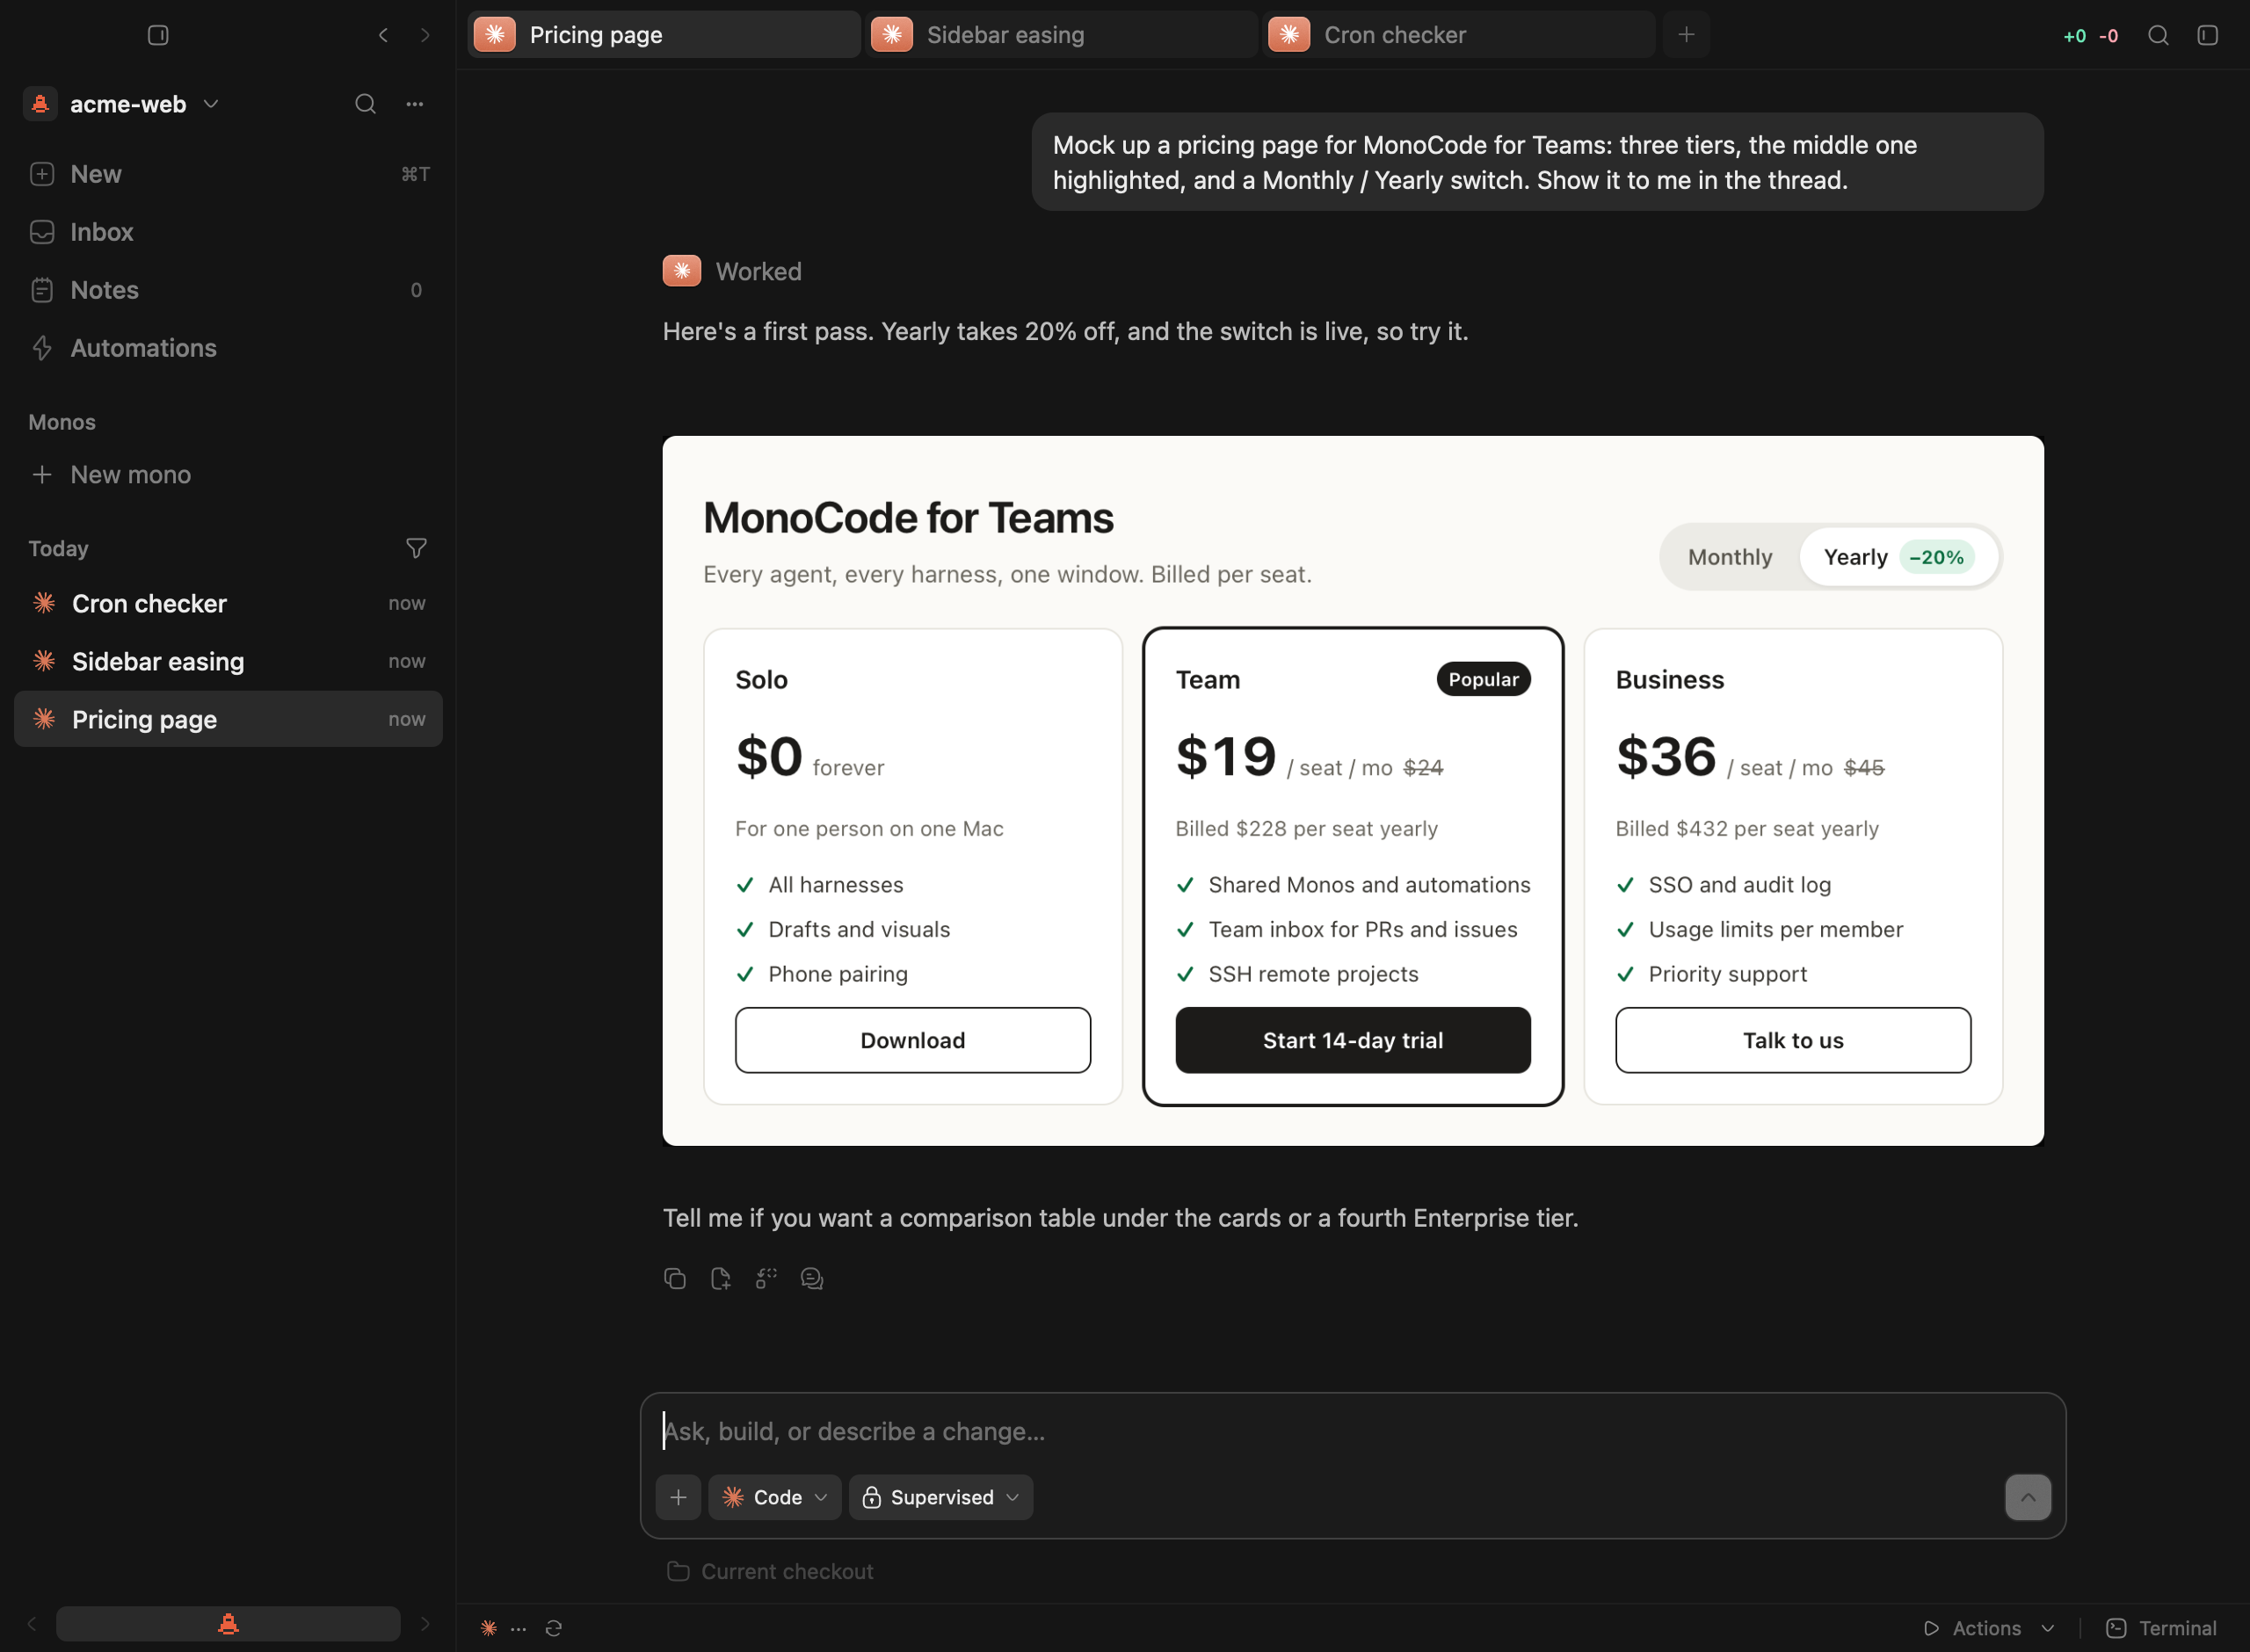 Pricing page
Sidebar easing
Cron checker
+0 -0
acme-web
New ⌘T
Inbox
Notes 0
Automations
Monos
New mono
Today
Cron checker now
Sidebar easing now
Pricing page now
Mock up a pricing page for MonoCode for Teams: three tiers, the middle one
highlighted, and a Monthly / Yearly switch. Show it to me in the thread.
Worked
Here's a first pass. Yearly takes 20% off, and the switch is live, so try it.
MonoCode for Teams
Every agent, every harness, one window. Billed per seat.
Monthly
Yearly –20%
Solo
$0 forever
For one person on one Mac
All harnesses
Drafts and visuals
Phone pairing
Download
Team Popular
$19 / seat / mo $24
Billed $228 per seat yearly
Shared Monos and automations
Team inbox for PRs and issues
SSH remote projects
Start 14-day trial
Business
$36 / seat / mo $45
Billed $432 per seat yearly
SSO and audit log
Usage limits per member
Priority support
Talk to us
Tell me if you want a comparison table under the cards or a fourth Enterprise tier.
Ask, build, or describe a change...
Code
Supervised
Current checkout
Actions
Terminal